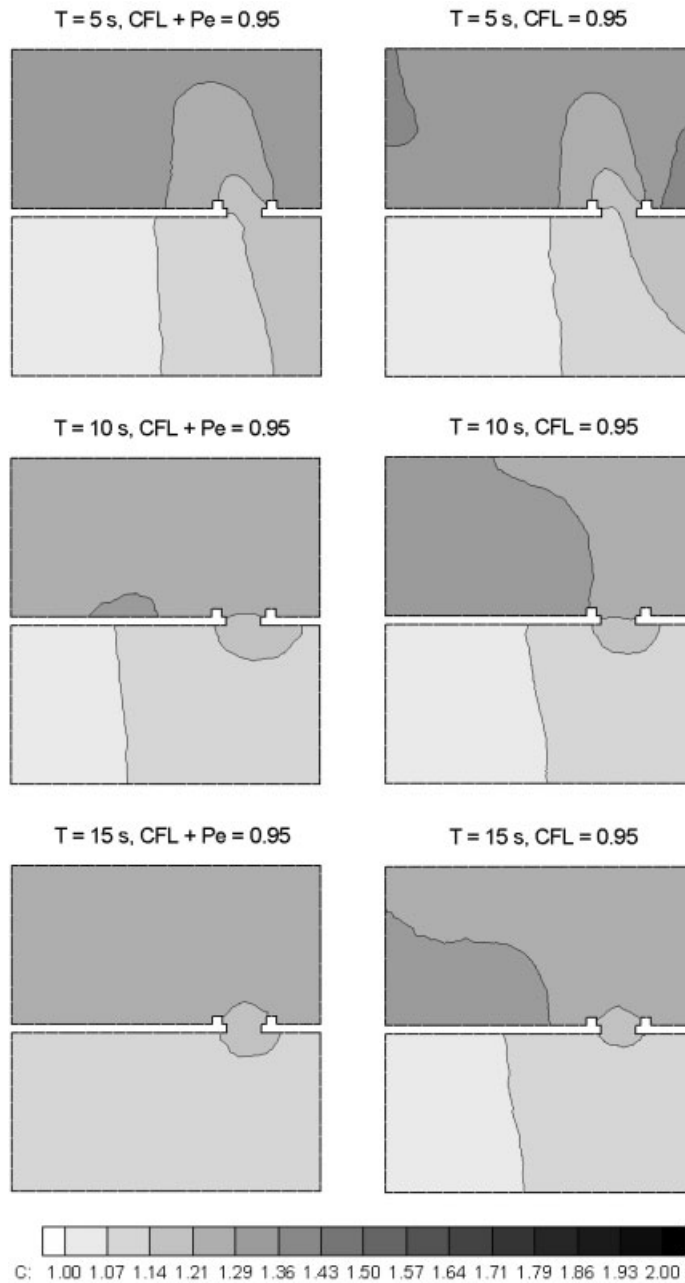 T = 5 s, CFL + Pe = 0.95
T = 5 s, CFL = 0.95
T = 10 s, CFL + Pe = 0.95
T = 10 s, CFL = 0.95
T = 15 s, CFL + Pe = 0.95
T = 15 s, CFL = 0.95
C: 1.00 1.07 1.14 1.21 1.29 1.36 1.43 1.50 1.57 1.64 1.71 1.79 1.86 1.93 2.00